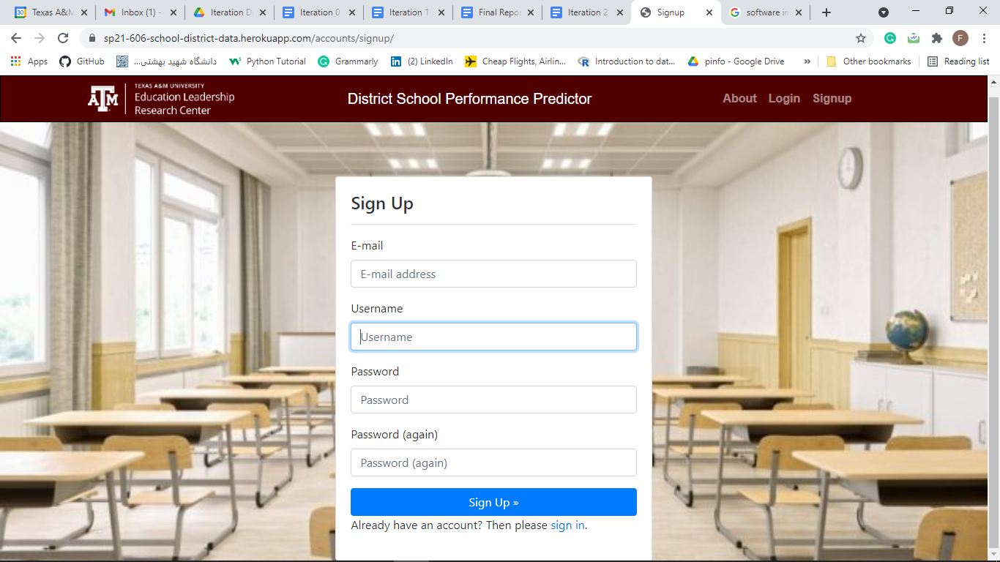 Texas A&M
Inbox (1) -
Iteration D
Iteration 0
Iteration 1
Final Repo
Iteration 2
Signup
software in
sp21-606-school-district-data.herokuapp.com/accounts/signup/
F
Apps
GitHub
دانشگاه شهید بهشتی...
Python Tutorial
Grammarly
(2) LinkedIn
Cheap Flights, Airlin...
Introduction to dat...
pinfo - Google Drive
»
Other bookmarks
Reading list
ATM
TEXAS A&M UNIVERSITY
Education Leadership
Research Center
District School Performance Predictor
About
Login
Signup
Sign Up
E-mail
E-mail address
Username
Username
Password
Password
Password (again)
Password (again)
Sign Up »
Already have an account? Then please sign in.